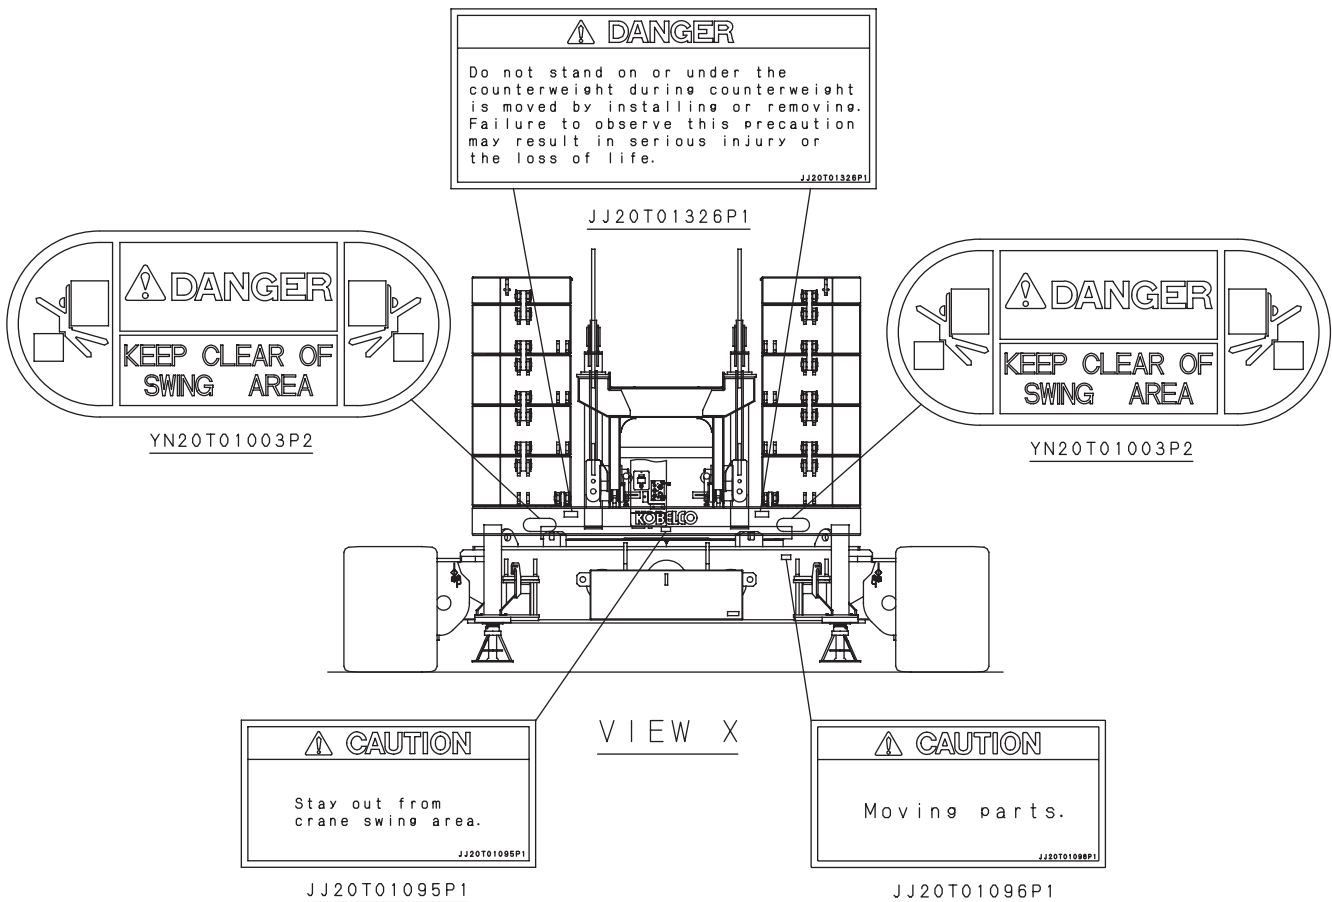 DANGER
Do not stand on or under the
counterweight during counterweight
is moved by installing or removing.
Failure to observe this precaution
may result in serious injury or
the loss of life.
JJ20T01326P1
JJ20T01326P1
DANGER
KEEP CLEAR OF
SWING AREA
YN20T01003P2
DANGER
KEEP CLEAR OF
SWING AREA
YN20T01003P2
KOBELCO
VIEW X
CAUTION
Stay out from
crane swing area.
JJ20T01095P1
JJ20T01095P1
CAUTION
Moving parts.
JJ20T01096P1
JJ20T01096P1